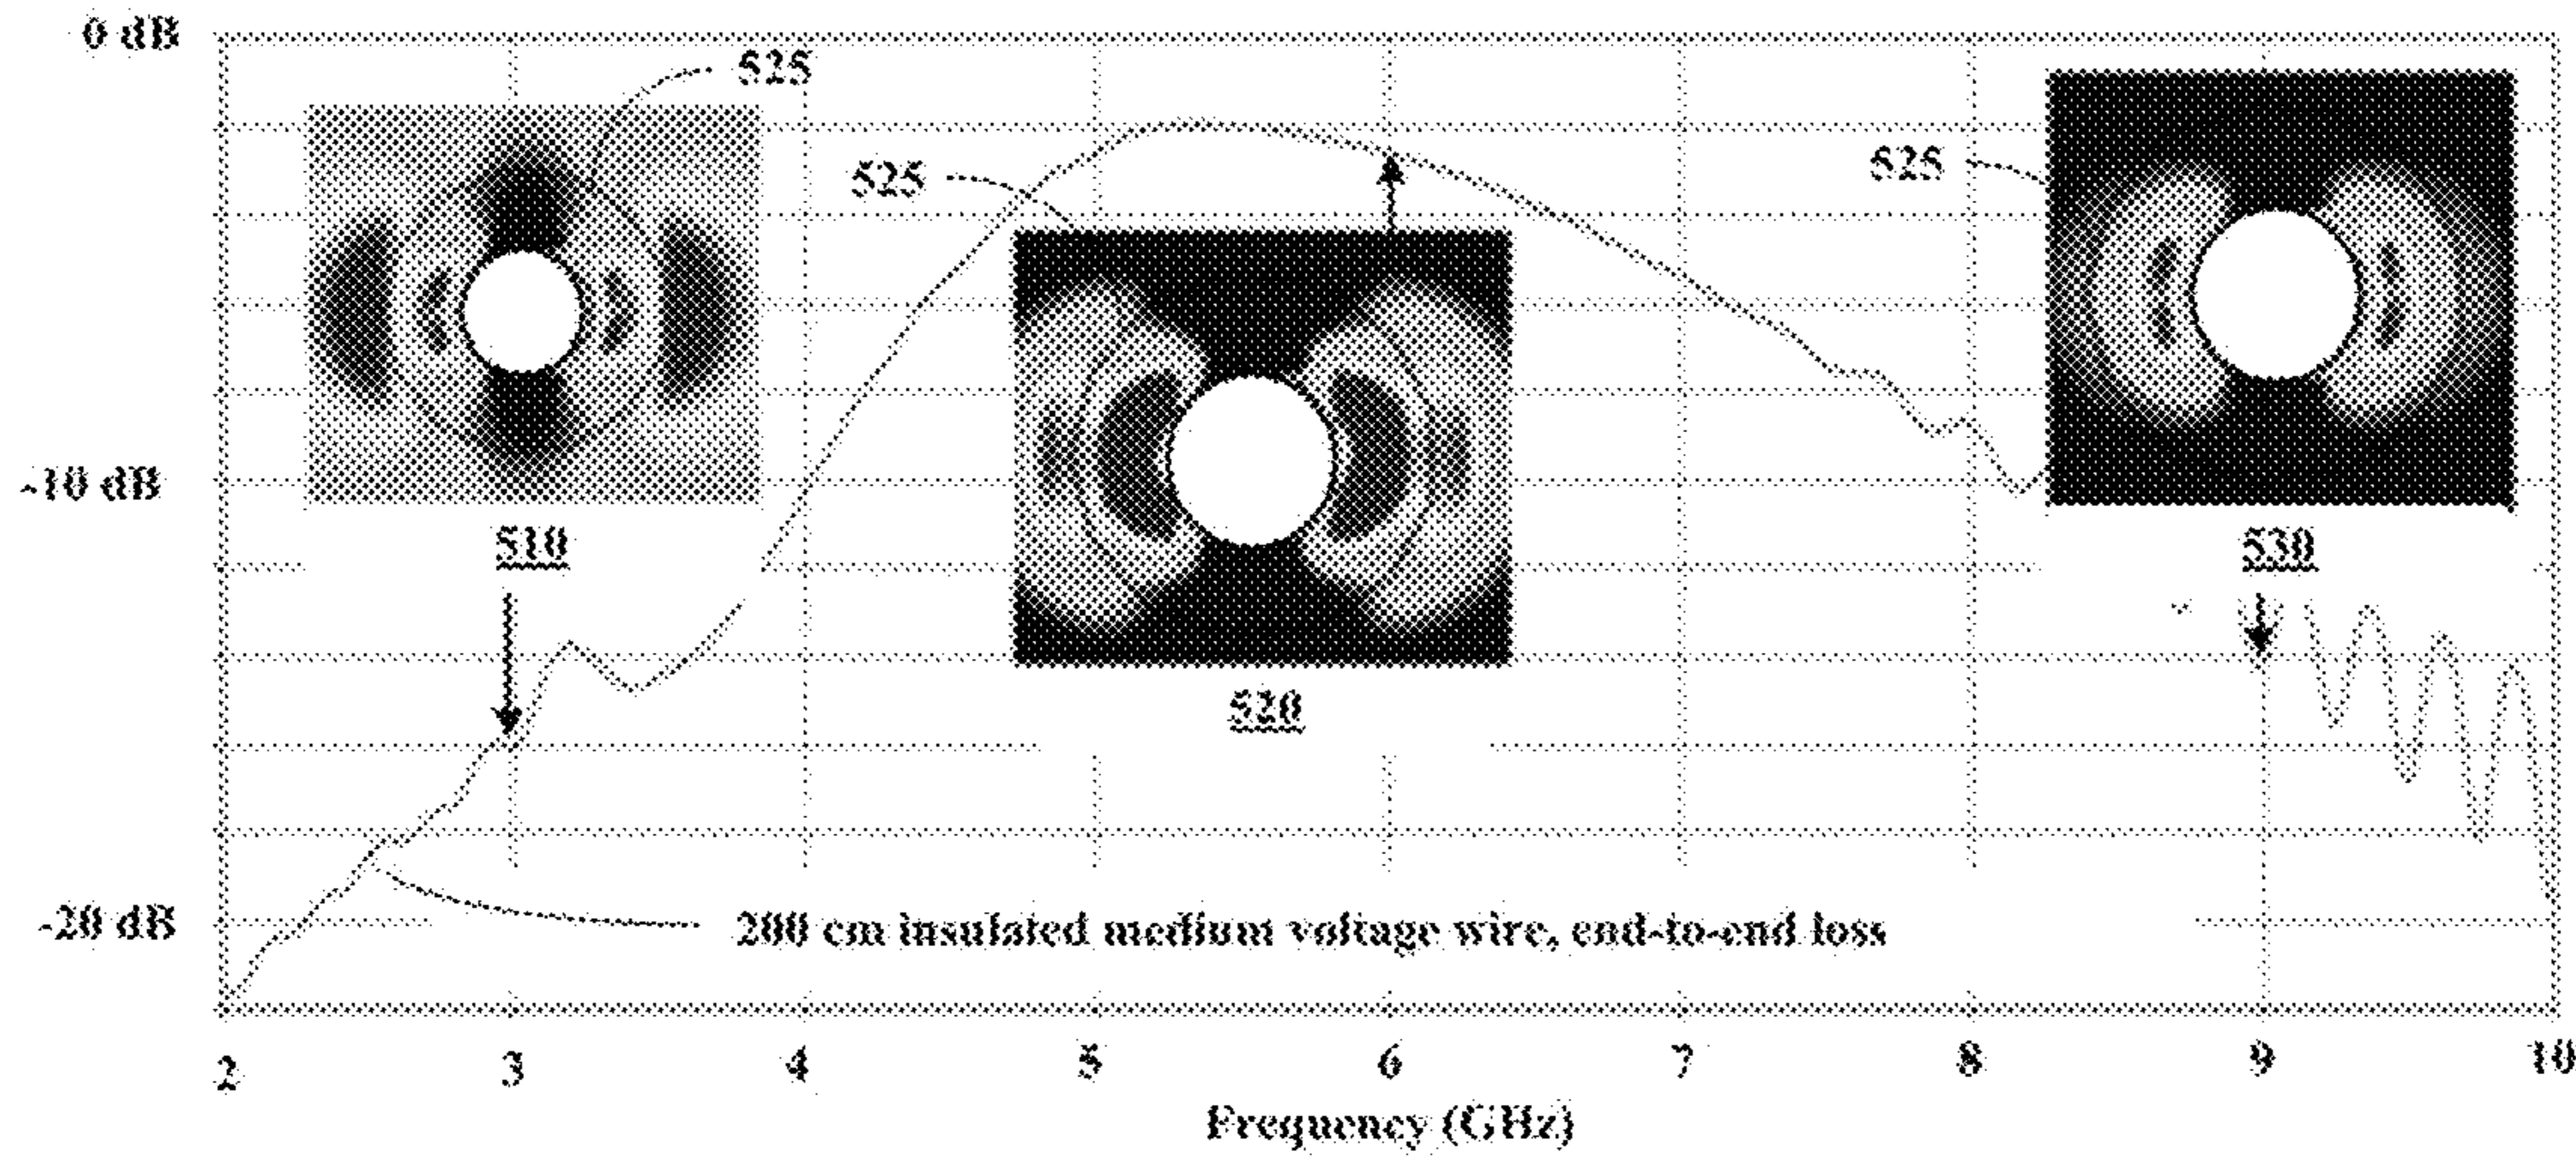 0 dB
525
525
525
-10 dB
510
530
520
-20 dB
200 cm insulated medium voltage wire, end-to-end loss
2 3 4 5 6 7 8 9 10
Frequency (GHz)